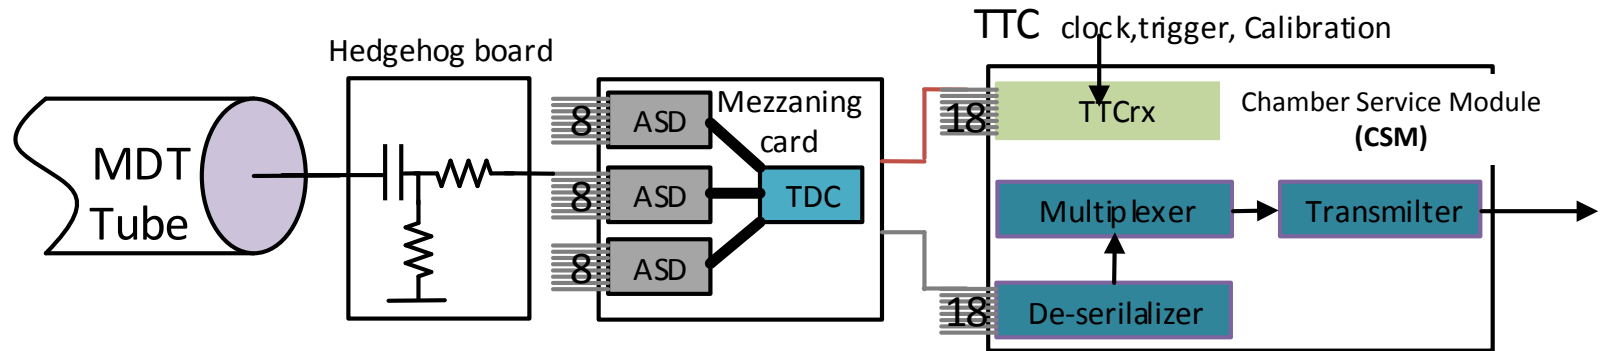 MDT
Tube
Hedgehog board
8
ASD
8
ASD
8
ASD
Mezzaning
card
TDC
TTC clock,trigger, Calibration
18
TTCrx
Chamber Service Module
(CSM)
Multiplexer
Transmilter
18
De-serilalizer